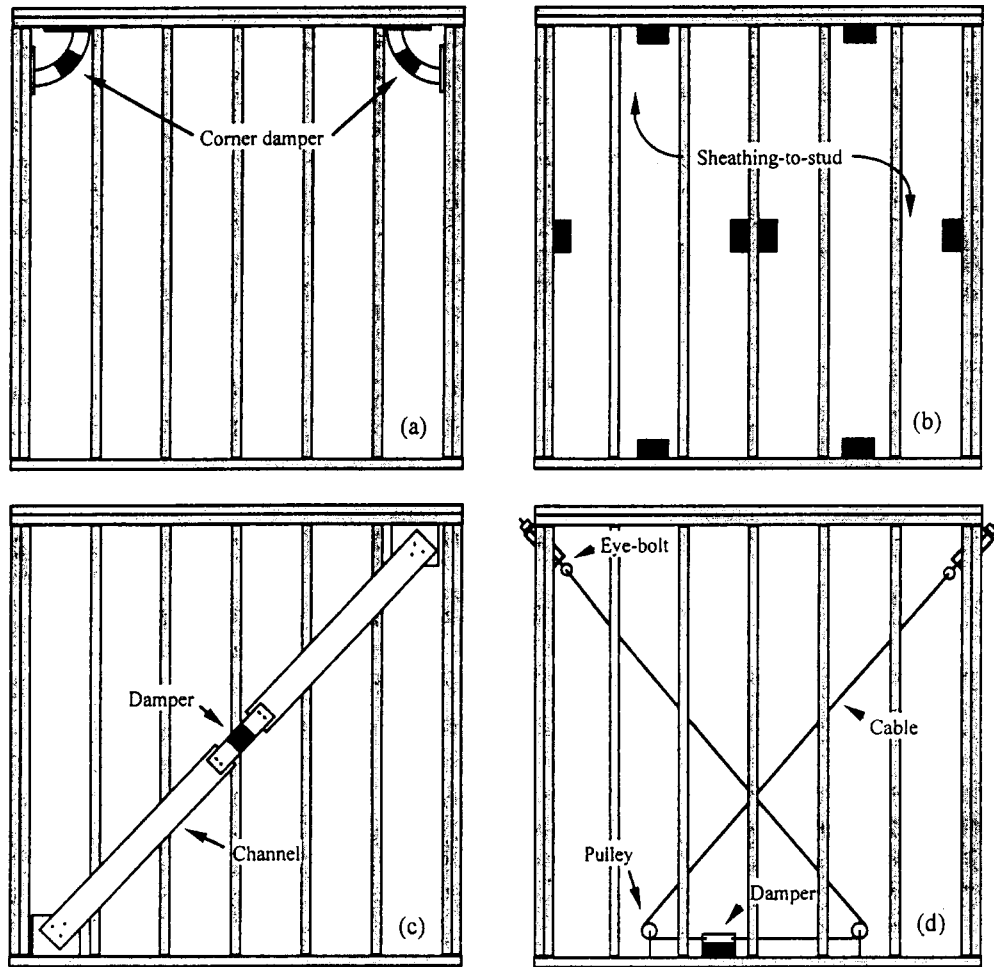 Corner damper
(a)
Sheathing-to-stud
(b)
Damper
Channel
(c)
Eye-bolt
Cable
Pulley
Damper
(d)